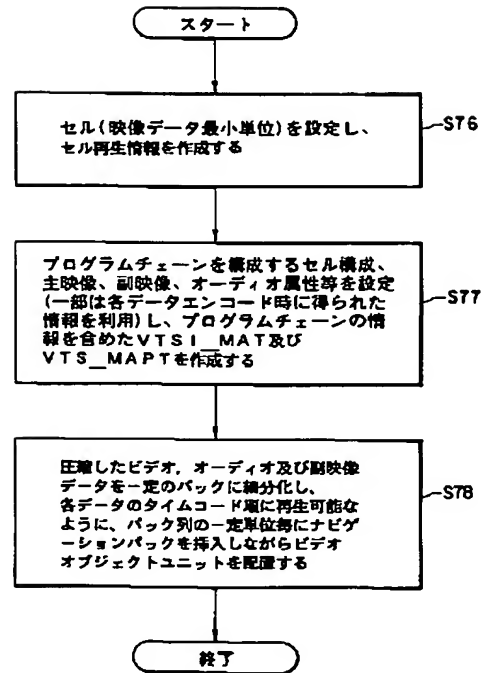 スタート
セル(映像データ最小単位)を設定し、
セル再生情報を作成する
S76
プログラムチェーンを構成するセル構成、
主映像、副映像、オーディオ属性等を設定
(一部は各データエンコード時に得られた
情報を利用)し、プログラムチェーンの情
報を含めたVTSI__MAT及び
VTS__MAPTを作成する
S77
圧縮したビデオ,オーディオ及び副映像
データを一定のパックに細分化し、
各データのタイムコード順に再生可能な
ように、パック列の一定単位毎にナビゲ
ーションパックを挿入しながらビデオ
オブジェクトユニットを配置する
S78
終了